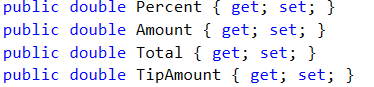 public double Percent { get; set; }
public double Amount { get; set; }
public double Total { get; set; }
public double TipAmount { get; set; }